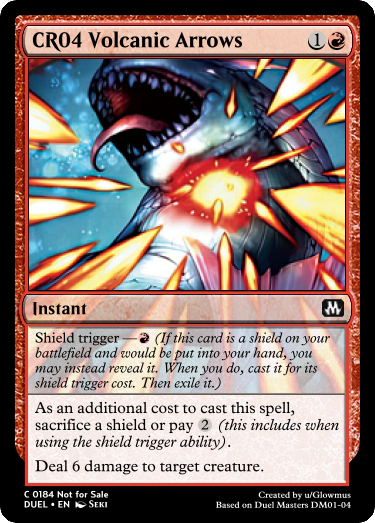 CR04 Volcanic Arrows 1
Instant
Shield trigger — (If this card is a shield on your
battlefield and would be put into your hand, you
may instead reveal it. When you do, cast it for its
shield trigger cost. Then exile it.)
As an additional cost to cast this spell,
sacrifice a shield or pay 2 (this includes when
using the shield trigger ability).
Deal 6 damage to target creature.
C 0184 Not for Sale
DUEL • EN SEKI
Created by u/Glowmus
Based on Duel Masters DM01-04